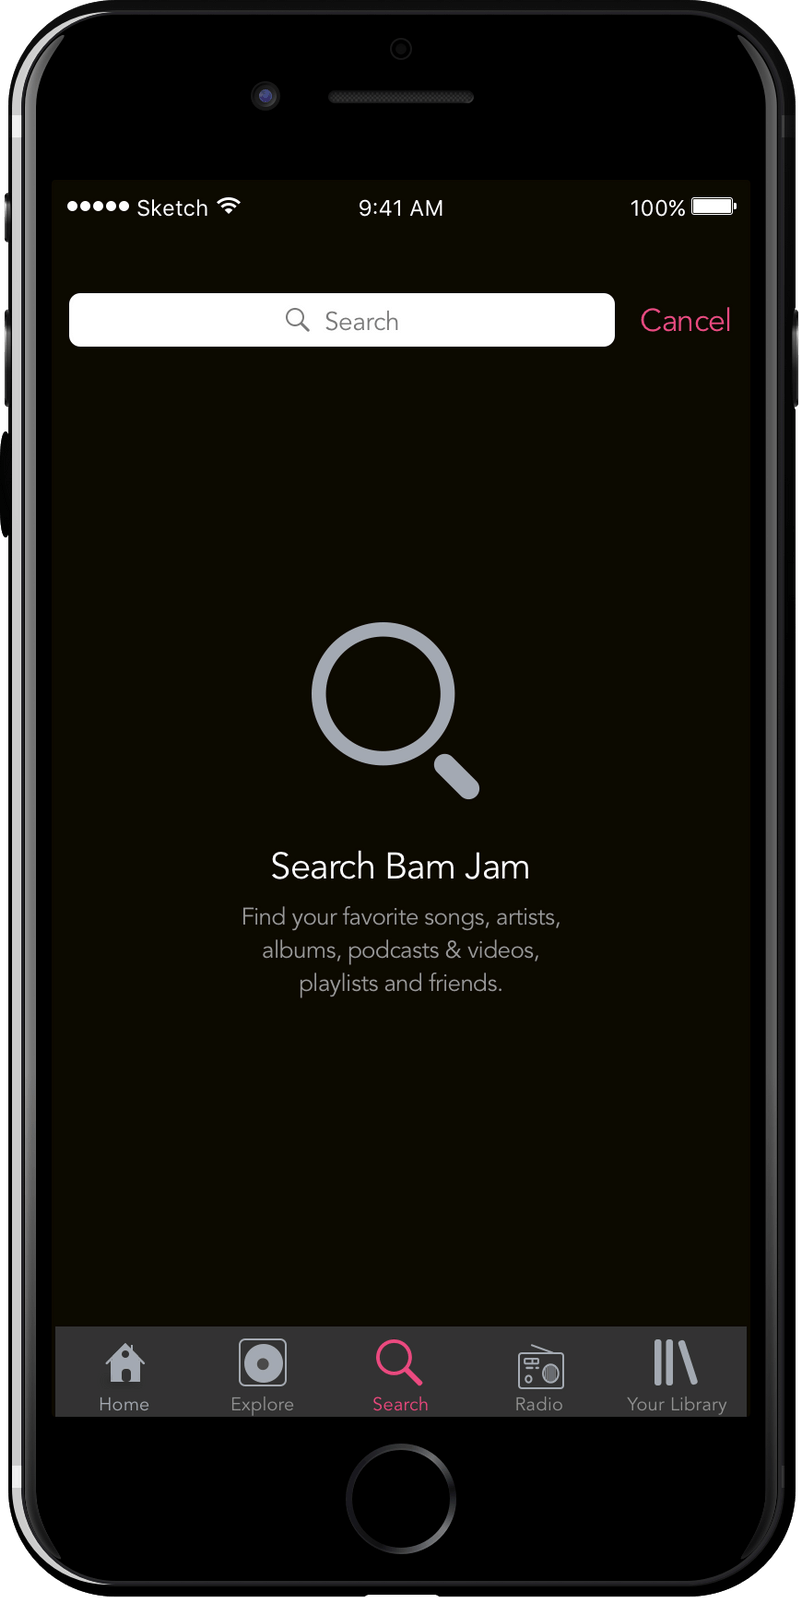 Sketch 9:41 AM 100%
Search Cancel
Search Bam Jam
Find your favorite songs, artists,
albums, podcasts & videos,
playlists and friends.
Home Explore Search Radio Your Library